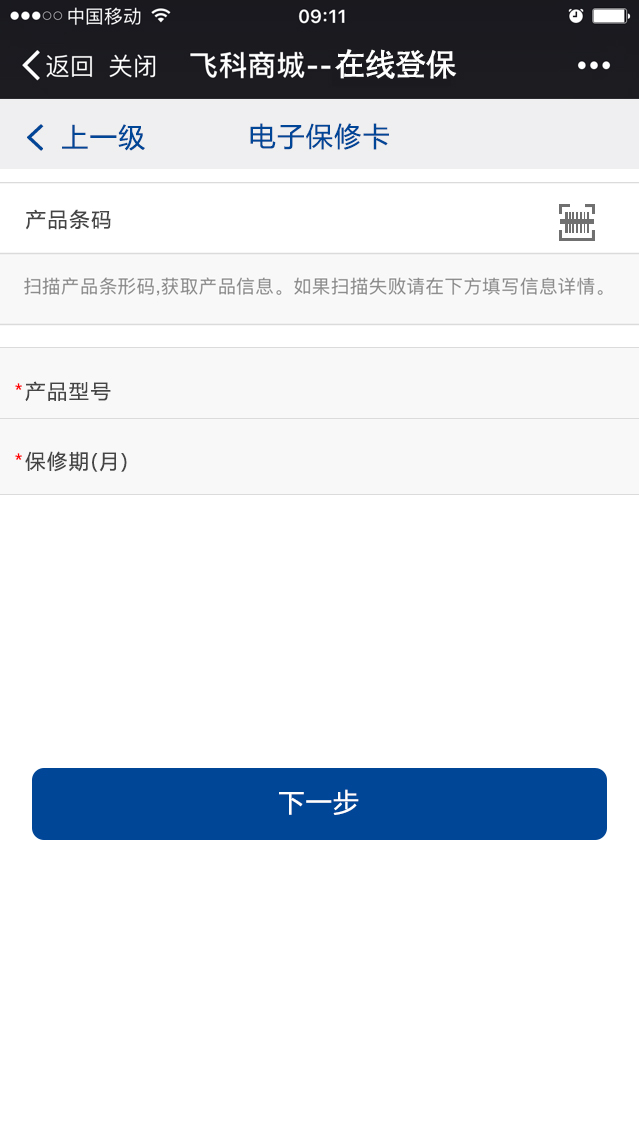 中国移动 09:11
返回 关闭 飞科商城--在线登保
上一级 电子保修卡
产品条码
扫描产品条形码,获取产品信息。如果扫描失败请在下方填写信息详情。
*产品型号
*保修期(月)
下一步